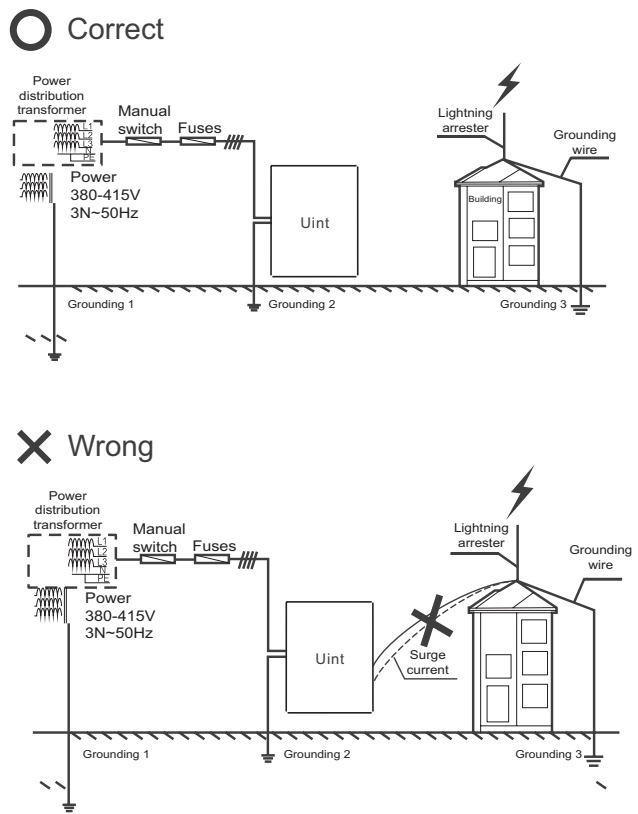 Correct
Power
distribution
transformer
L1
L2
L3
N
PE
Manual
switch
Fuses
Power
380-415V
3N~50Hz
Uint
Lightning
arrester
Grounding
wire
Building
Grounding 1
Grounding 2
Grounding 3
Wrong
Power
distribution
transformer
L1
L2
L3
N
PE
Manual
switch
Fuses
Power
380-415V
3N~50Hz
Uint
Surge
current
Lightning
arrester
Grounding
wire
Grounding 1
Grounding 2
Grounding 3